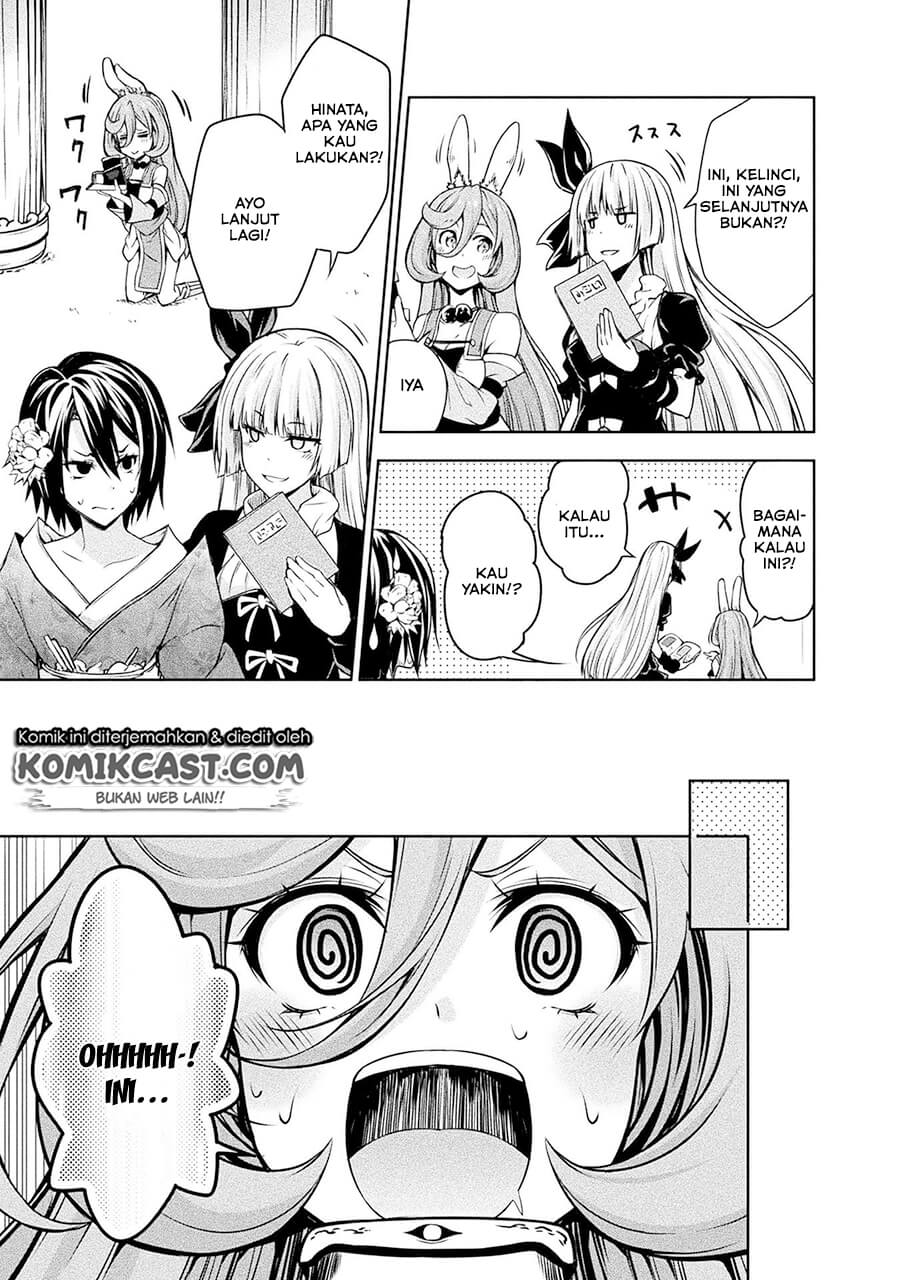 INI, KELINCI,
INI YANG
SELANJUTNYA
BUKAN?!
ススス
IYA
BAGAI-
MANA
KALAU
INI?!
KALAU
ITU...
KAU
YAKIN!?
HINATA,
APA YANG
KAU
LAKUKAN?!
AYO
LANJUT
LAGI!
ワク
ワク
Komik ini diterjemahkan & diedit oleh
KOMIKCAST.COM
BUKAN WEB LAIN!!
OHHHHH-!
INI...